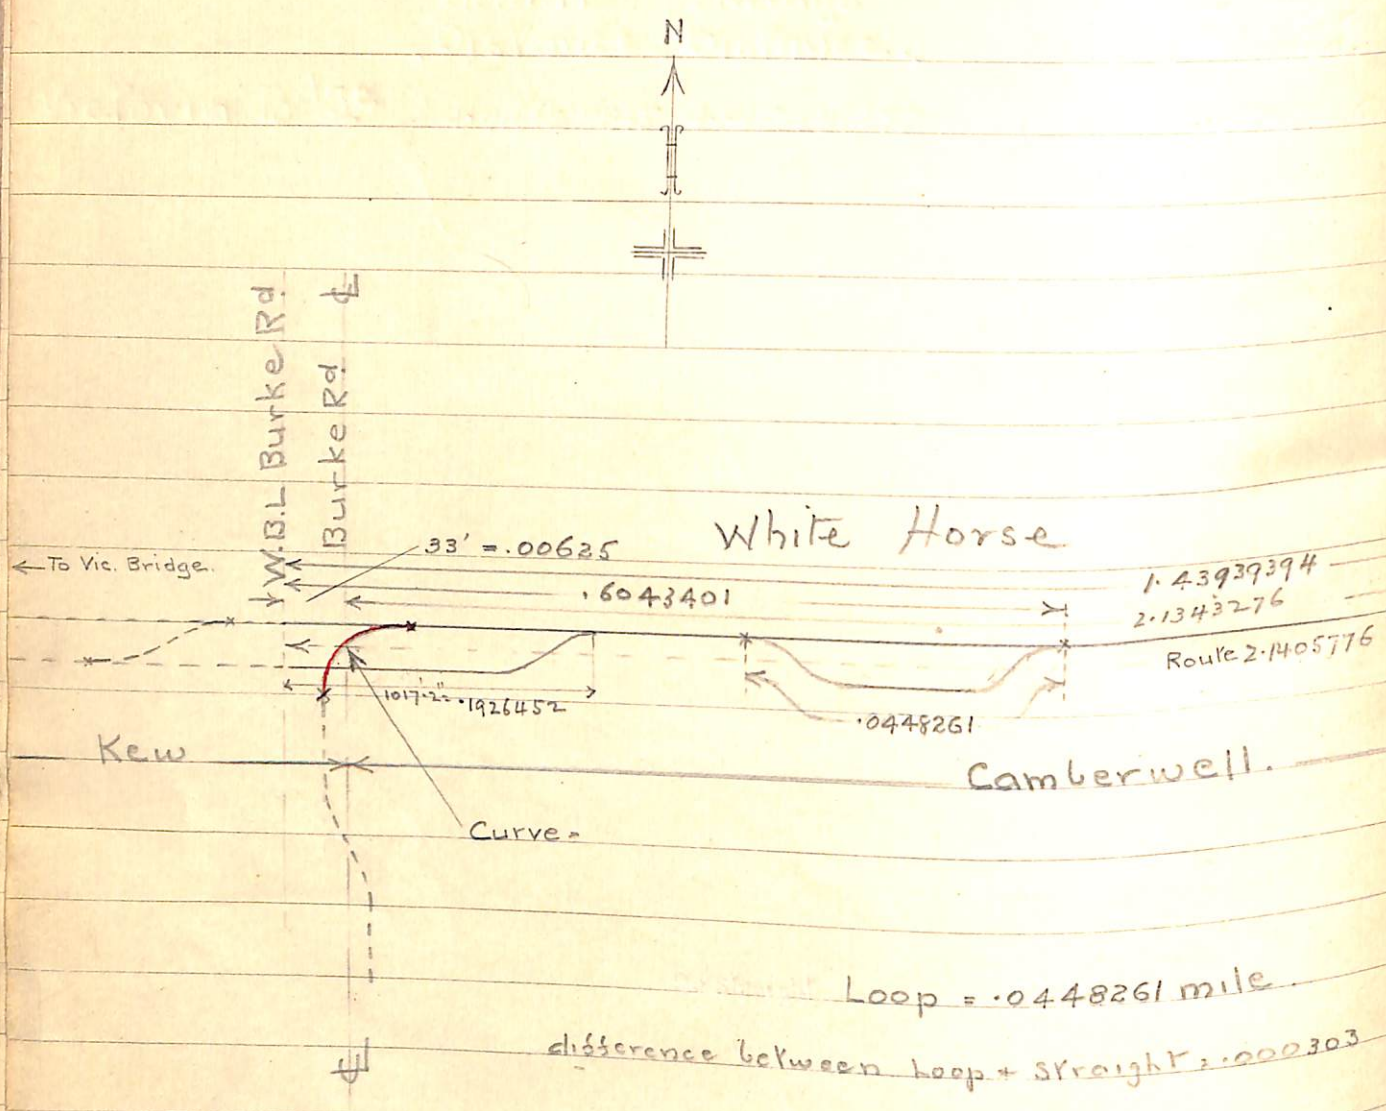 N
W.B.L Burke Rd.
Burke Rd
℄
White Horse
33' = .00625
← To Vic. Bridge.
1.43939394
.6043401
2.1343276
Route 2.1405776
1017'.2" = .1926452
.0448261
Kew
Camberwell.
Curve =
Loop = .0448261 mile.
difference between Loop + Straight = .000303
℄